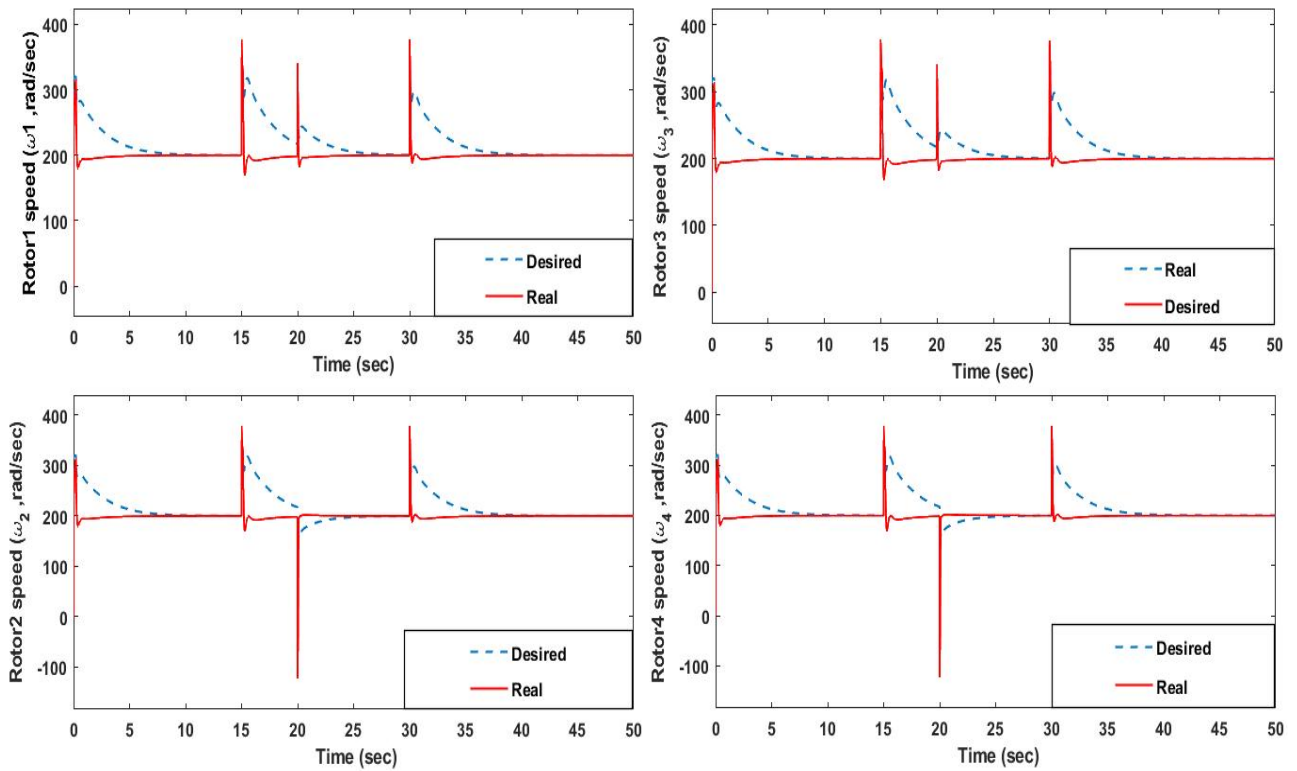 400
300
200
100
0
Rotor1 speed (ω1 ,rad/sec)
Desired
Real
0 5 10 15 20 25 30 35 40 45 50
Time (sec)
400
300
200
100
0
Rotor3 speed (ω3 ,rad/sec)
Real
Desired
0 5 10 15 20 25 30 35 40 45 50
Time (sec)
400
300
200
100
0
-100
Rotor2 speed (ω2 ,rad/sec)
Desired
Real
0 5 10 15 20 25 30 35 40 45 50
Time (sec)
400
300
200
100
0
-100
Rotor4 speed (ω4 ,rad/sec)
Desired
Real
0 5 10 15 20 25 30 35 40 45 50
Time (sec)